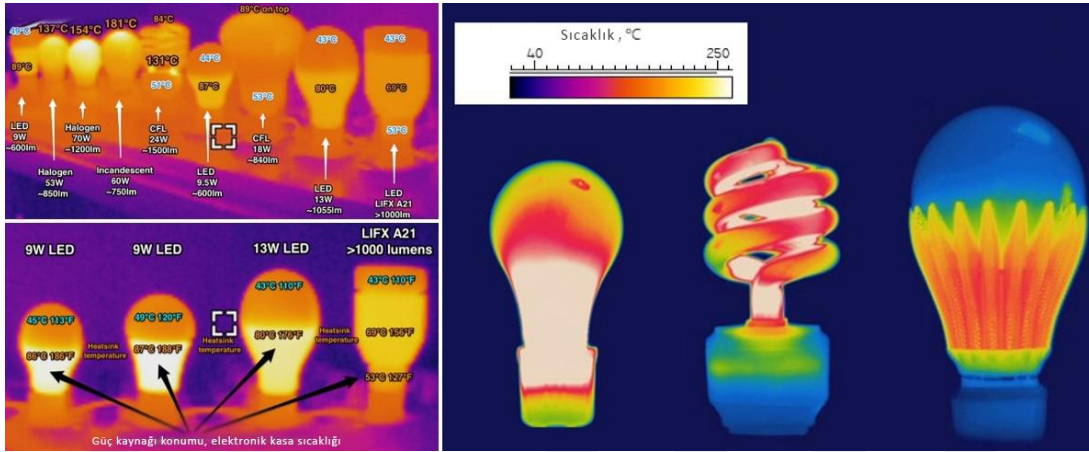 49°C
137°C
154°C
181°C
84°C
89°C on top
89°C
131°C
51°C
44°C
87°C
53°C
43°C
80°C
43°C
69°C
53°C
LED
9W
~600lm
Halogen
53W
~850lm
Halogen
70W
~1200lm
Incandescent
60W
~750lm
CFL
24W
~1500lm
LED
9.5W
~600lm
CFL
18W
~840lm
LED
13W
~1055lm
LED
LIFX A21
>1000lm
9W LED
9W LED
13W LED
LIFX A21
>1000 lumens
45°C 113°F
86°C 186°F
Heatsink
temperature
49°C 120°F
87°C 188°F
Heatsink
temperature
43°C 110°F
80°C 176°F
Heatsink
temperature
43°C 110°F
69°C 156°F
53°C 127°F
Güç kaynağı konumu, elektronik kasa sıcaklığı
Sıcaklık , °C
40
250